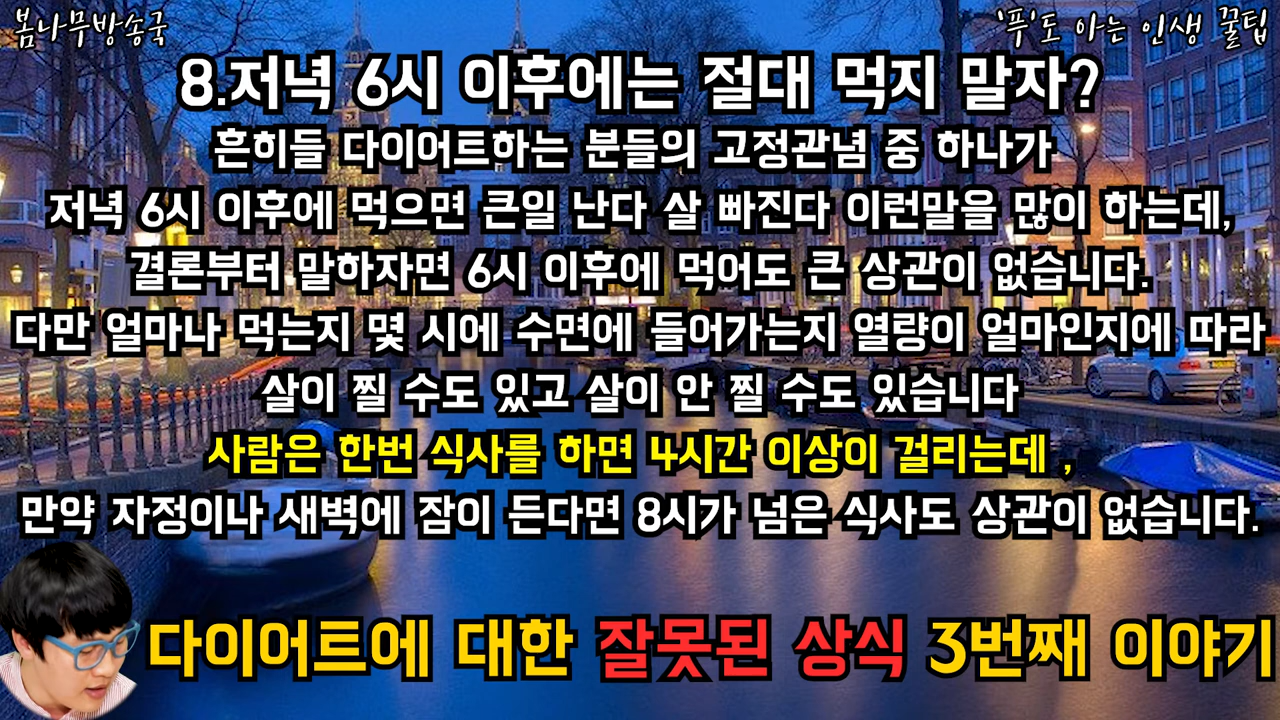 봄나무방송국
'푸'도 아는 인생 꿀팁
8.저녁 6시 이후에는 절대 먹지 말자?
흔히들 다이어트하는 분들의 고정관념 중 하나가
저녁 6시 이후에 먹으면 큰일 난다 살 빠진다 이런말을 많이 하는데,
결론부터 말하자면 6시 이후에 먹어도 큰 상관이 없습니다.
다만 얼마나 먹는지 몇 시에 수면에 들어가는지 열량이 얼마인지에 따라
살이 찔 수도 있고 살이 안 찔 수도 있습니다
사람은 한번 식사를 하면 4시간 이상이 걸리는데 ,
만약 자정이나 새벽에 잠이 든다면 8시가 넘은 식사도 상관이 없습니다.
다이어트에 대한 잘못된 상식 3번째 이야기